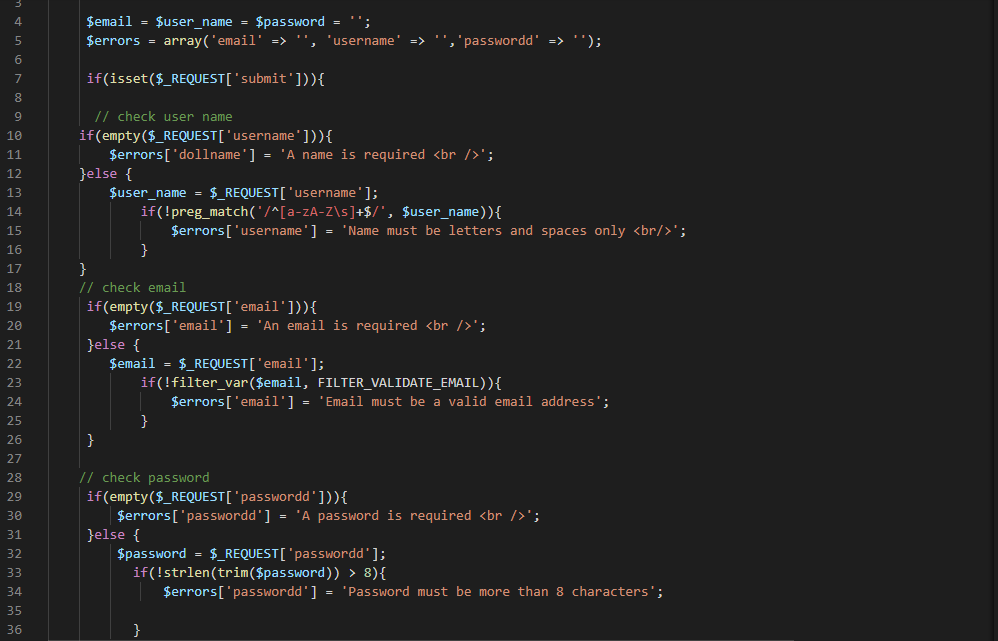 3
4 $email = $user_name = $password = '';
5 $errors = array('email' => '', 'username' => '','passwordd' => '');
6
7 if(isset($_REQUEST['submit'])){
8
9 // check user name
10 if(empty($_REQUEST['username'])){
11 $errors['dollname'] = 'A name is required <br />';
12 }else {
13 $user_name = $_REQUEST['username'];
14 if(!preg_match('/^[a-zA-Z\s]+$/', $user_name)){
15 $errors['username'] = 'Name must be letters and spaces only <br/>';
16 }
17 }
18 // check email
19 if(empty($_REQUEST['email'])){
20 $errors['email'] = 'An email is required <br />';
21 }else {
22 $email = $_REQUEST['email'];
23 if(!filter_var($email, FILTER_VALIDATE_EMAIL)){
24 $errors['email'] = 'Email must be a valid email address';
25 }
26 }
27
28 // check password
29 if(empty($_REQUEST['passwordd'])){
30 $errors['passwordd'] = 'A password is required <br />';
31 }else {
32 $password = $_REQUEST['passwordd'];
33 if(!strlen(trim($password)) > 8){
34 $errors['passwordd'] = 'Password must be more than 8 characters';
35
36 }